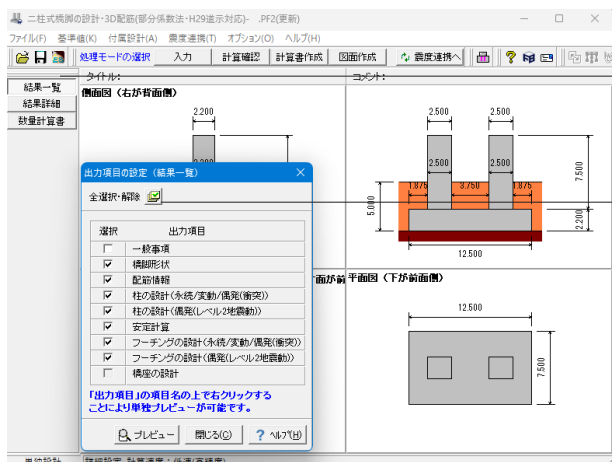 二柱式橋脚の設計・3D配筋(部分係数法・H29道示対応)- .PF2(更新)
ファイル(F) 基準値(K) 付属設計(A) 震度連携(T) オプション(O) ヘルプ(H)
処理モードの選択 入力 計算確認 計算書作成 図面作成 震度連携へ
結果一覧
結果詳細
数量計算書
タイトル:
コメント:
側面図(右が背面側)
2.200
2.500 2.500
2.500 2.500
7.500
1.875 3.750 1.875
5.000
2.200
12.500
出力項目の設定(結果一覧)
全選択・解除
選択 出力項目
一般事項
橋脚形状
配筋情報
柱の設計(永続/変動/偶発(衝突))
柱の設計(偶発(レベル2地震動))
安定計算
フーチングの設計(永続/変動/偶発(衝突))
フーチングの設計(偶発(レベル2地震動))
橋座の設計
「出力項目」の項目名の上で右クリックする
ことにより単独プレビューが可能です。
プレビュー 閉じる(C) ? ヘルプ(H)
面が前
平面図(下が前面側)
12.500
7.500
単独設計 詳細設定 計算速度:低速(高精度)